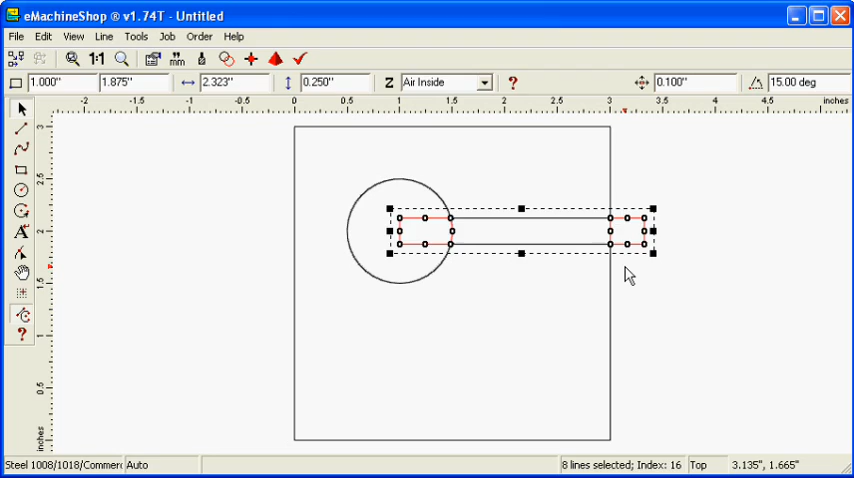 eMachineShop ® v1.74T - Untitled
File Edit View Line Tools Job Order Help
1:1 mm
1.000" 1.875" 2.323" 0.250" Z Air Inside ? 0.100" 15.00 deg
-2 -1.5 -1 -0.5 0 0.5 1 1.5 2 2.5 3 3.5 4 4.5 inches
3
2.5
2
1.5
1
0.5
inches
A
?
Steel 1008/1018/Commerc Auto 8 lines selected; Index: 16 Top 3.135", 1.665"